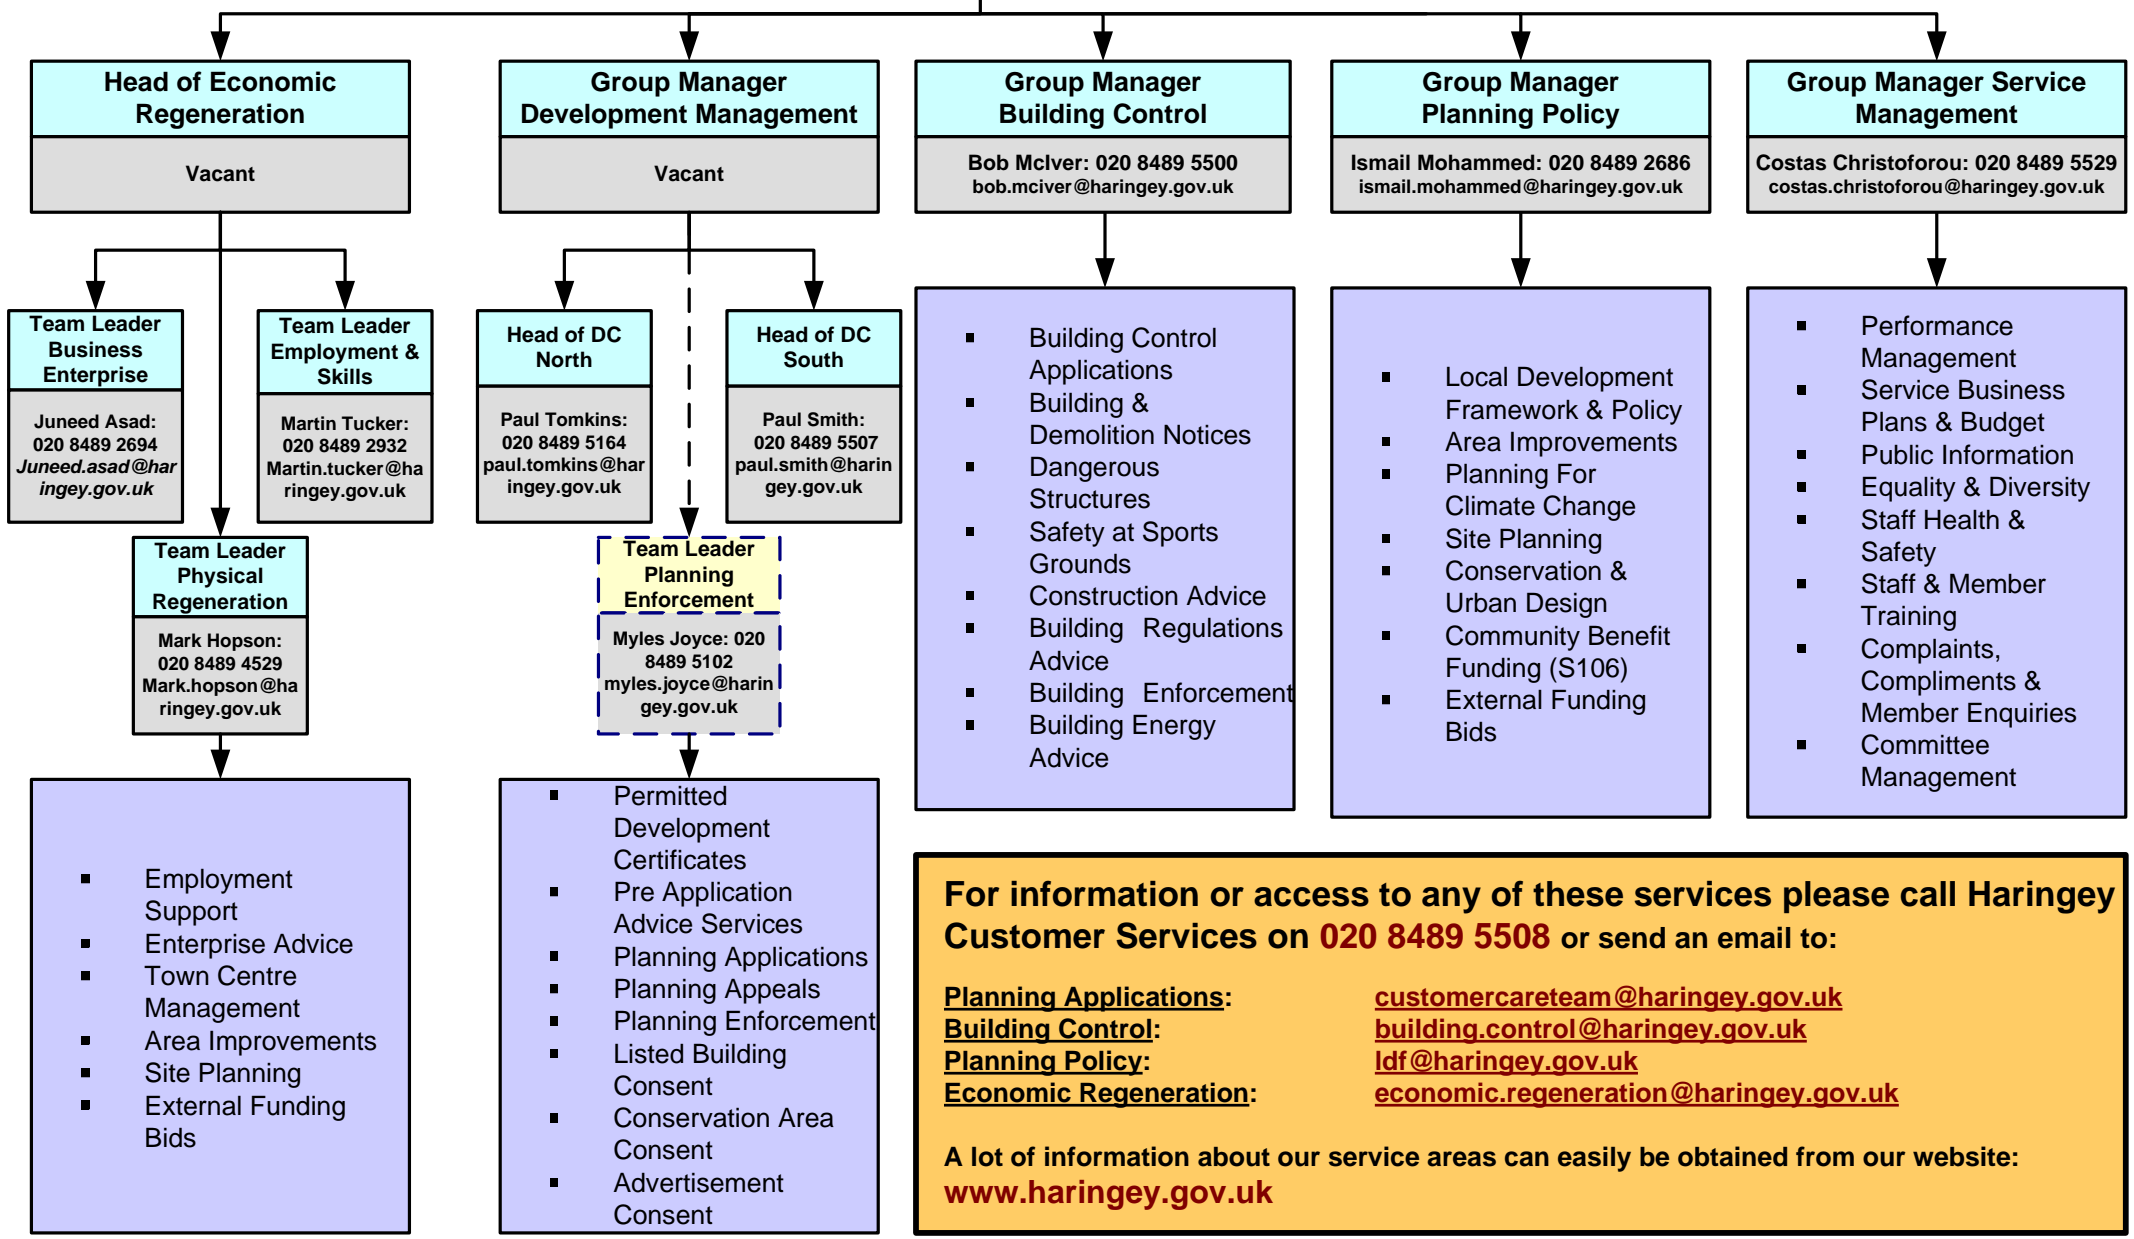 Head of Economic
Regeneration
Vacant
Group Manager
Development Management
Vacant
Group Manager
Building Control
Bob McIver: 020 8489 5500
bob.mciver@haringey.gov.uk
Group Manager
Planning Policy
Ismail Mohammed: 020 8489 2686
ismail.mohammed@haringey.gov.uk
Group Manager Service
Management
Costas Christoforou: 020 8489 5529
costas.christoforou@haringey.gov.uk
Team Leader
Business
Enterprise
Juneed Asad:
020 8489 2694
Juneed.asad@har
ingey.gov.uk
Team Leader
Employment &
Skills
Martin Tucker:
020 8489 2932
Martin.tucker@ha
ringey.gov.uk
Team Leader
Physical
Regeneration
Mark Hopson:
020 8489 4529
Mark.hopson@ha
ringey.gov.uk
Head of DC
North
Paul Tomkins:
020 8489 5164
paul.tomkins@har
ingey.gov.uk
Head of DC
South
Paul Smith:
020 8489 5507
paul.smith@harin
gey.gov.uk
Team Leader
Planning
Enforcement
Myles Joyce: 020
8489 5102
myles.joyce@harin
gey.gov.uk
▪ Employment
Support
▪ Enterprise Advice
▪ Town Centre
Management
▪ Area Improvements
▪ Site Planning
▪ External Funding
Bids
▪ Permitted
Development
Certificates
▪ Pre Application
Advice Services
▪ Planning Applications
▪ Planning Appeals
▪ Planning Enforcement
▪ Listed Building
Consent
▪ Conservation Area
Consent
▪ Advertisement
Consent
▪ Building Control
Applications
▪ Building &
Demolition Notices
▪ Dangerous
Structures
▪ Safety at Sports
Grounds
▪ Construction Advice
▪ Building Regulations
Advice
▪ Building Enforcement
▪ Building Energy
Advice
▪ Local Development
Framework & Policy
▪ Area Improvements
▪ Planning For
Climate Change
▪ Site Planning
▪ Conservation &
Urban Design
▪ Community Benefit
Funding (S106)
▪ External Funding
Bids
▪ Performance
Management
▪ Service Business
Plans & Budget
▪ Public Information
▪ Equality & Diversity
▪ Staff Health &
Safety
▪ Staff & Member
Training
▪ Complaints,
Compliments &
Member Enquiries
▪ Committee
Management
For information or access to any of these services please call Haringey
Customer Services on 020 8489 5508 or send an email to:
Planning Applications: customercareteam@haringey.gov.uk
Building Control: building.control@haringey.gov.uk
Planning Policy: ldf@haringey.gov.uk
Economic Regeneration: economic.regeneration@haringey.gov.uk
A lot of information about our service areas can easily be obtained from our website:
www.haringey.gov.uk